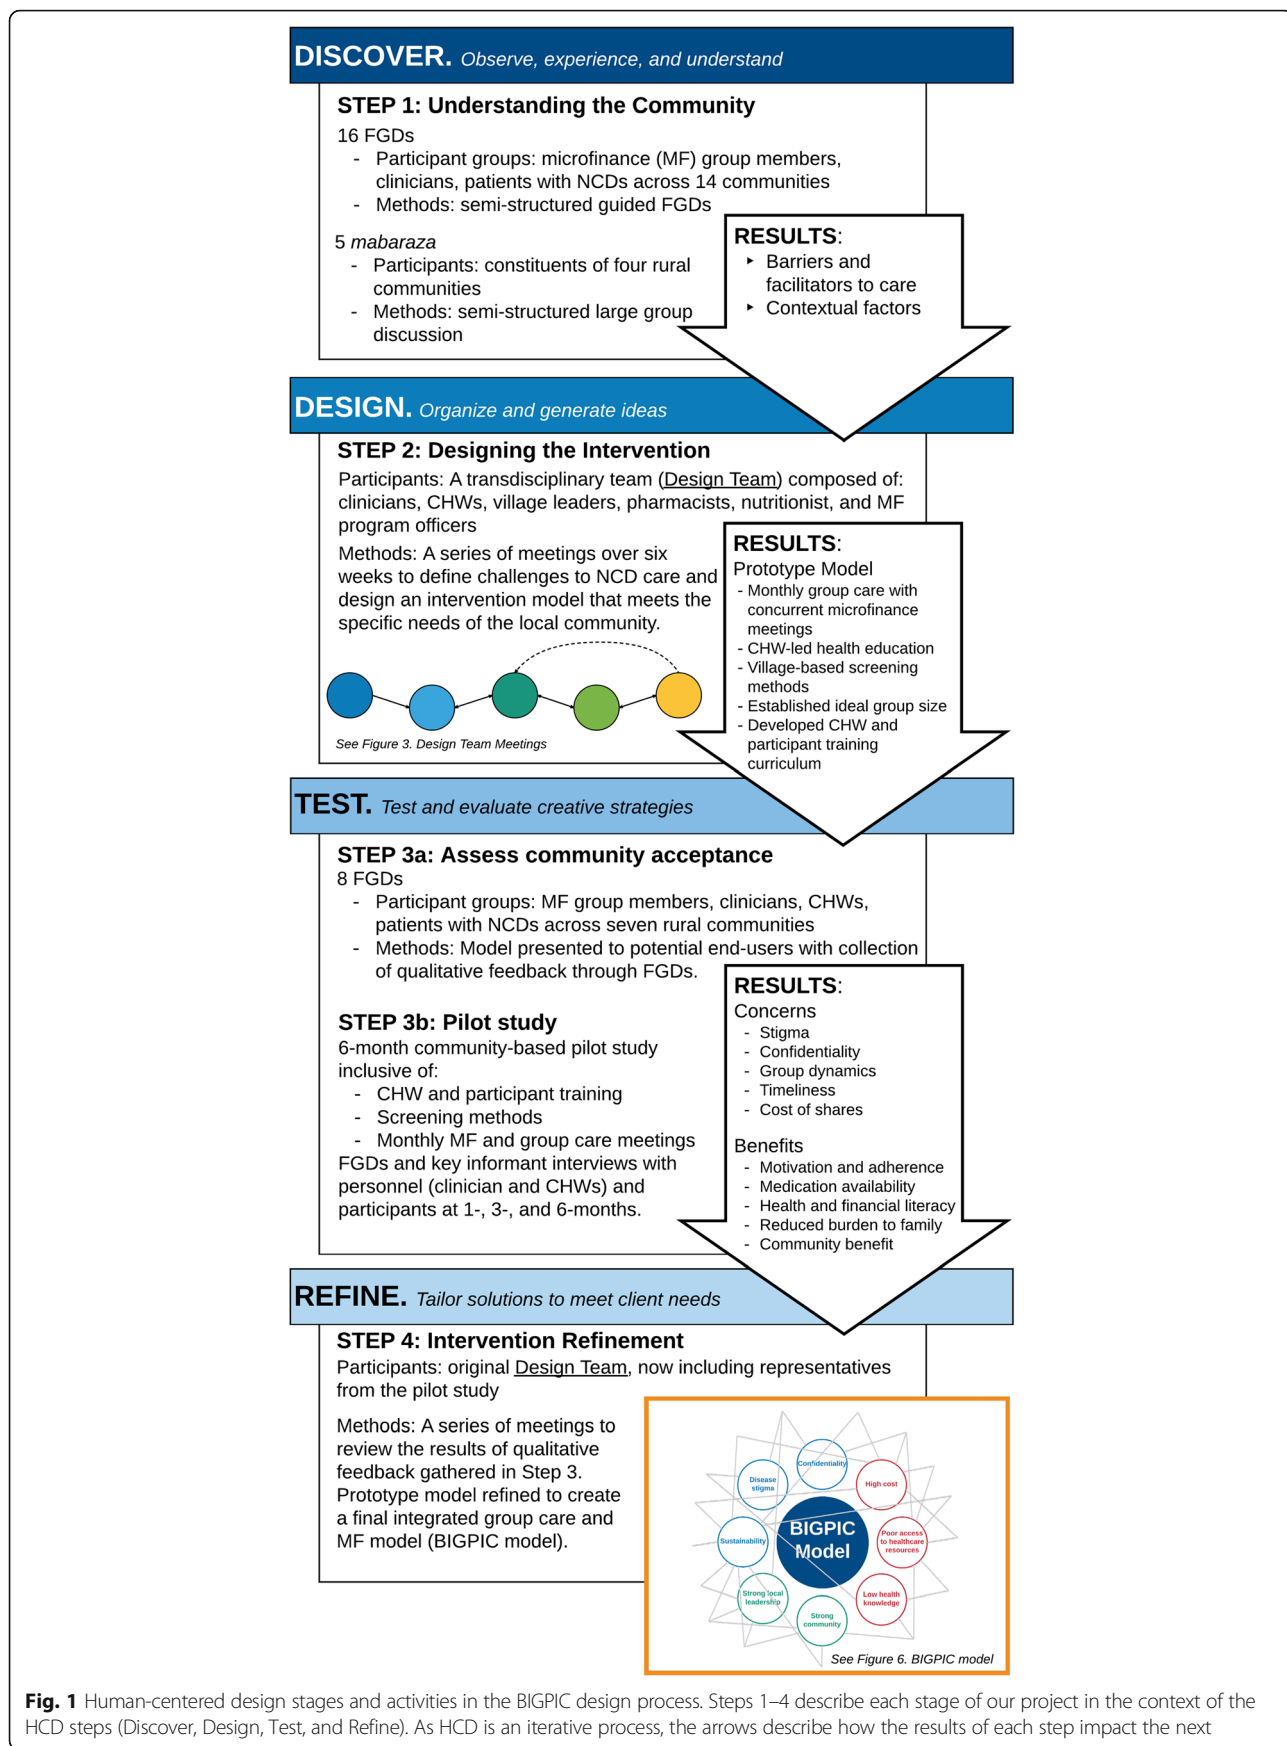 DISCOVER. Observe, experience, and understand
STEP 1: Understanding the Community
16 FGDs
- Participant groups: microfinance (MF) group members,
clinicians, patients with NCDs across 14 communities
- Methods: semi-structured guided FGDs
5 mabaraza
- Participants: constituents of four rural
communities
- Methods: semi-structured large group
discussion
RESULTS:
‣ Barriers and
facilitators to care
‣ Contextual factors
DESIGN. Organize and generate ideas
STEP 2: Designing the Intervention
Participants: A transdisciplinary team (Design Team) composed of:
clinicians, CHWs, village leaders, pharmacists, nutritionist, and MF
program officers
Methods: A series of meetings over six
weeks to define challenges to NCD care and
design an intervention model that meets the
specific needs of the local community.
See Figure 3. Design Team Meetings
RESULTS:
Prototype Model
- Monthly group care with
concurrent microfinance
meetings
- CHW-led health education
- Village-based screening
methods
- Established ideal group size
- Developed CHW and
participant training
curriculum
TEST. Test and evaluate creative strategies
STEP 3a: Assess community acceptance
8 FGDs
- Participant groups: MF group members, clinicians, CHWs,
patients with NCDs across seven rural communities
- Methods: Model presented to potential end-users with collection
of qualitative feedback through FGDs.
STEP 3b: Pilot study
6-month community-based pilot study
inclusive of:
- CHW and participant training
- Screening methods
- Monthly MF and group care meetings
FGDs and key informant interviews with
personnel (clinician and CHWs) and
participants at 1-, 3-, and 6-months.
RESULTS:
Concerns
- Stigma
- Confidentiality
- Group dynamics
- Timeliness
- Cost of shares
Benefits
- Motivation and adherence
- Medication availability
- Health and financial literacy
- Reduced burden to family
- Community benefit
REFINE. Tailor solutions to meet client needs
STEP 4: Intervention Refinement
Participants: original Design Team, now including representatives
from the pilot study
Methods: A series of meetings to
review the results of qualitative
feedback gathered in Step 3.
Prototype model refined to create
a final integrated group care and
MF model (BIGPIC model).
Confidentiality
Disease
stigma
High cost
Sustainability
BIGPIC
Model
Poor access
to healthcare
resources
Strong local
leadership
Low health
knowledge
Strong
community
See Figure 6. BIGPIC model
Fig. 1 Human-centered design stages and activities in the BIGPIC design process. Steps 1–4 describe each stage of our project in the context of the
HCD steps (Discover, Design, Test, and Refine). As HCD is an iterative process, the arrows describe how the results of each step impact the next